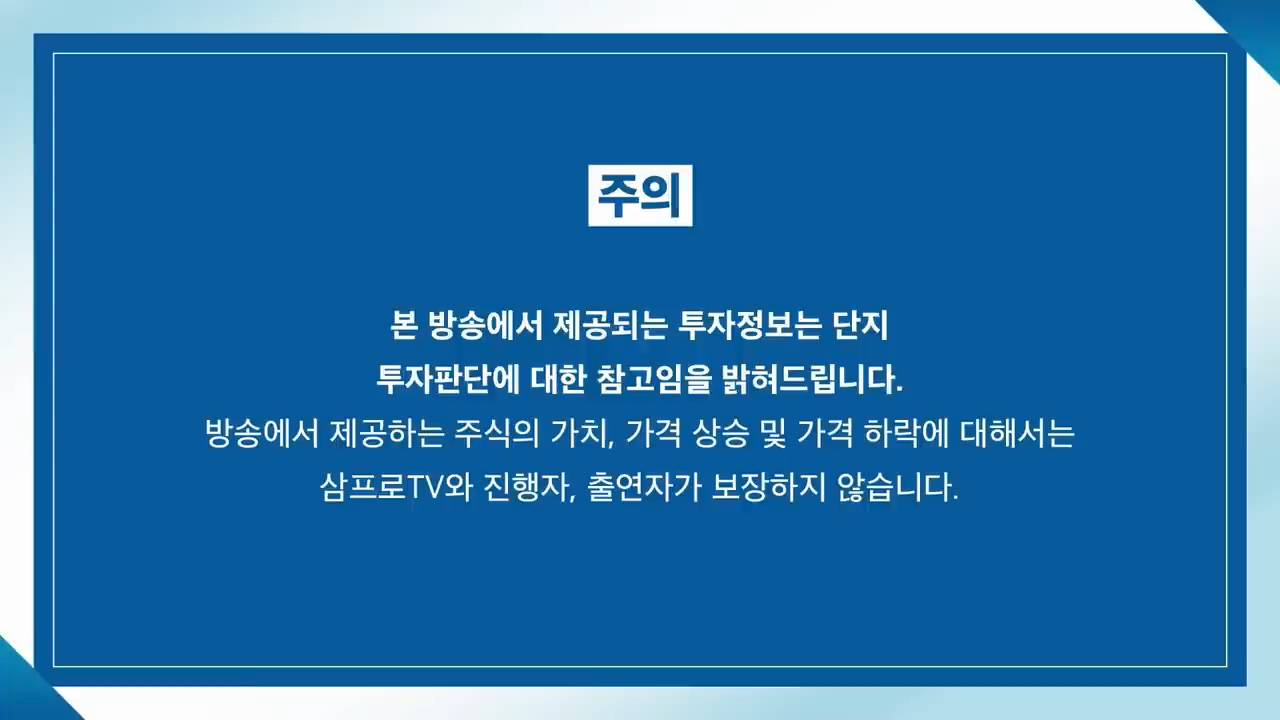 주의
본 방송에서 제공되는 투자정보는 단지
투자판단에 대한 참고임을 밝혀드립니다.
방송에서 제공하는 주식의 가치, 가격 상승 및 가격 하락에 대해서는
삼프로TV와 진행자, 출연자가 보장하지 않습니다.